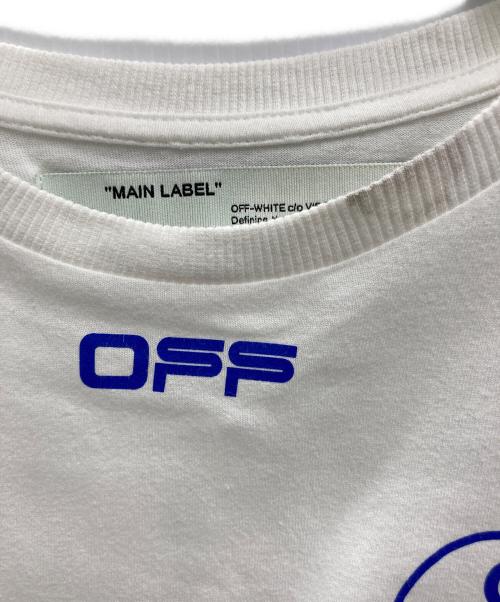 "MAIN LABEL"
OFF-WHITE c/o
Defining
OFF